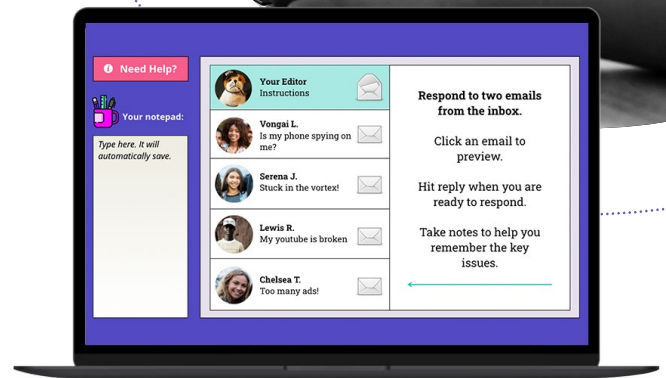 Need Help?
Your notepad:
Type here. It will
automatically save.
Your Editor
Instructions
Vongai L.
Is my phone spying on
me?
Serena J.
Stuck in the vortex!
Lewis R.
My youtube is broken
Chelsea T.
Too many ads!
Respond to two emails
from the inbox.
Click an email to
preview.
Hit reply when you are
ready to respond.
Take notes to help you
remember the key
issues.